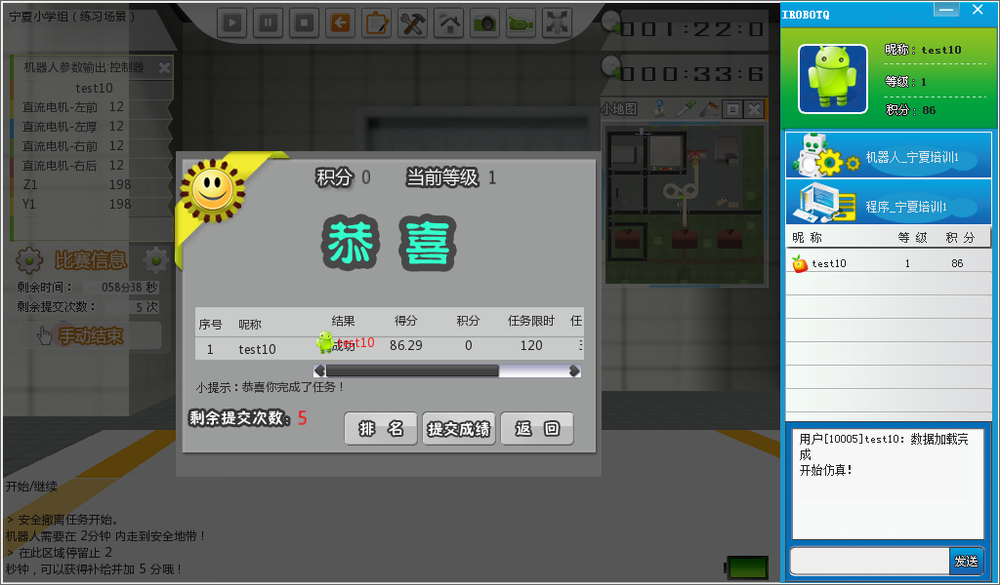 宁夏小学组（练习场景）
001:22:0
000:33:6
机器人参数输出:控制器
test10
直流电机-左前 12
直流电机-左厚 12
直流电机-右前 12
直流电机-右后 12
Z1 198
Y1 198
比赛信息
剩余时间： 058分38 秒
剩余提交次数： 5 次
手动结束
小地图
积分 0 当前等级 1
恭 喜
序号 昵称 结果 得分 积分 任务限时 任
1 test10 成功 86.29 0 120
test10
小提示：恭喜你完成了任务！
剩余提交次数: 5
排 名 提交成绩 返 回
开始/继续
> 安全撤离任务开始。
机器人需要在 2分钟 内走到安全地带！
> 在此区域停留止 2
秒钟，可以获得补给并加 5 分哦！
IROBOTQ
昵称：test10
等级：1
积分：86
机器人_宁夏培训1
程序_宁夏培训1
昵 称 等 级 积 分
test10 1 86
用户[10005]test10: 数据加载完
成
开始仿真!
发送